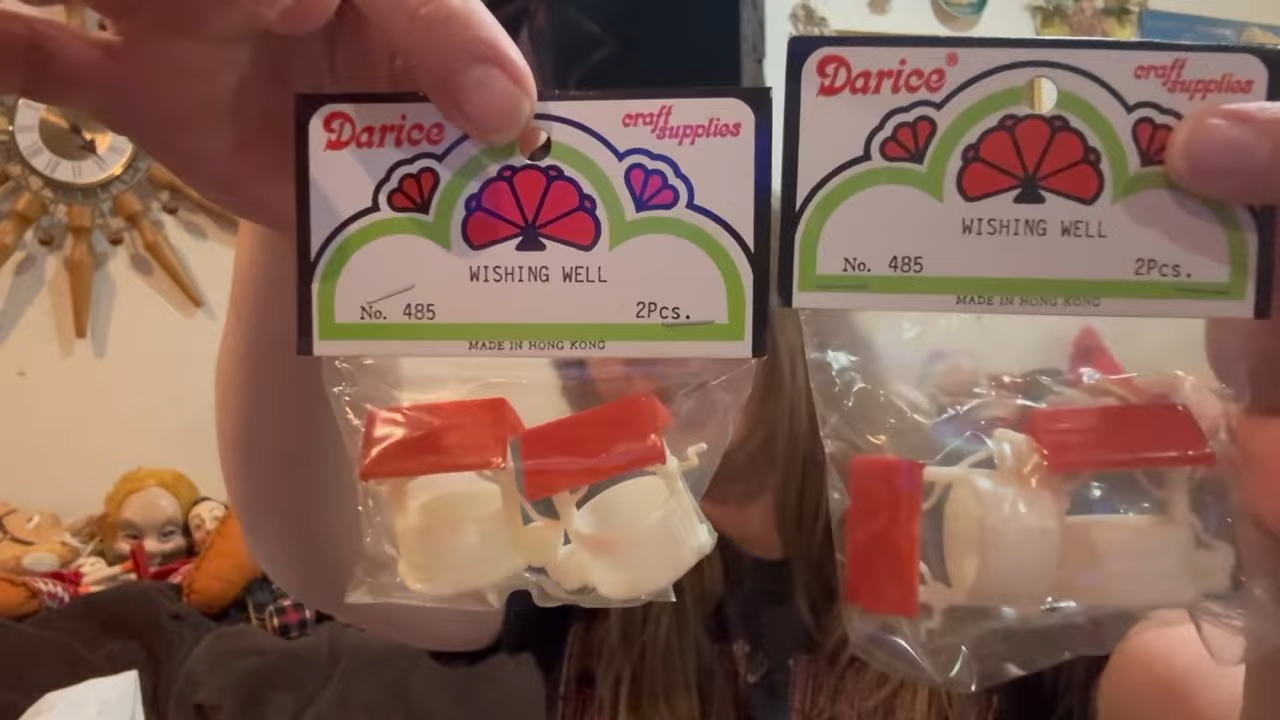 Darice craft supplies
WISHING WELL
No. 485 2Pcs.
MADE IN HONG KONG
Darice® craft supplies
WISHING WELL
No. 485 2Pcs.
MADE IN HONG KONG